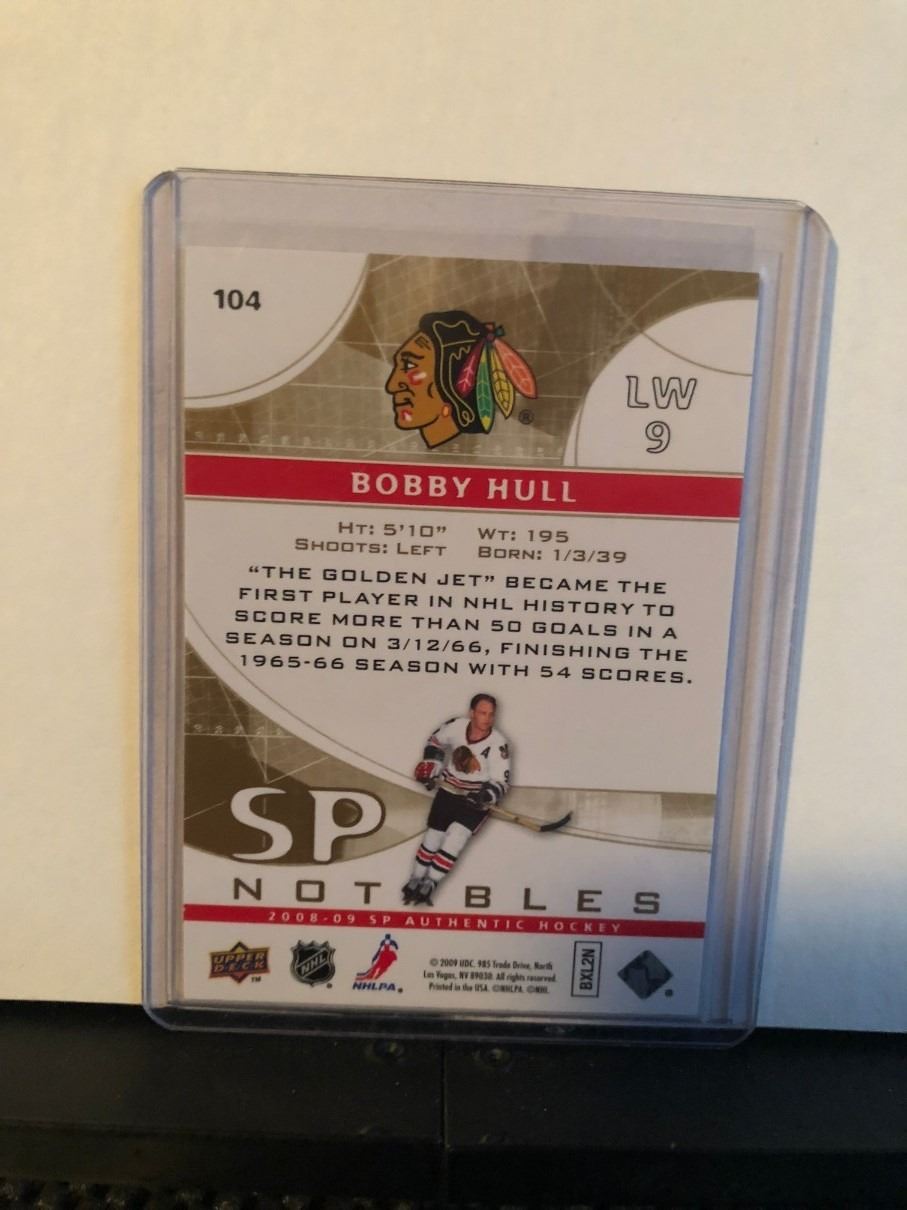 104
®
LW
9
BOBBY HULL
HT: 5'10" WT: 195
SHOOTS: LEFT BORN: 1/3/39
"THE GOLDEN JET" BECAME THE
FIRST PLAYER IN NHL HISTORY TO
SCORE MORE THAN 50 GOALS IN A
SEASON ON 3/12/66, FINISHING THE
1965-66 SEASON WITH 54 SCORES.
A
9
SP
NOTABLES
2008-09 SP AUTHENTIC HOCKEY
UPPER
DECK
™
NHL
®
NHLPA®
© 2009 UDC. 985 Trade Drive, North
Las Vegas, NV 89030. All rights reserved.
Printed in the USA. ©NHLPA. ©NHL.
BXL2N
®